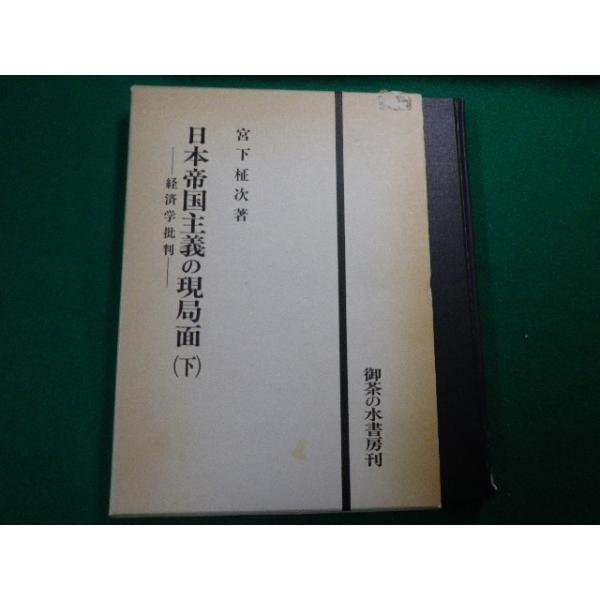 宮下柾次著
日本帝国主義の現局面(下)
──経済学批判──
御茶の水書房刊